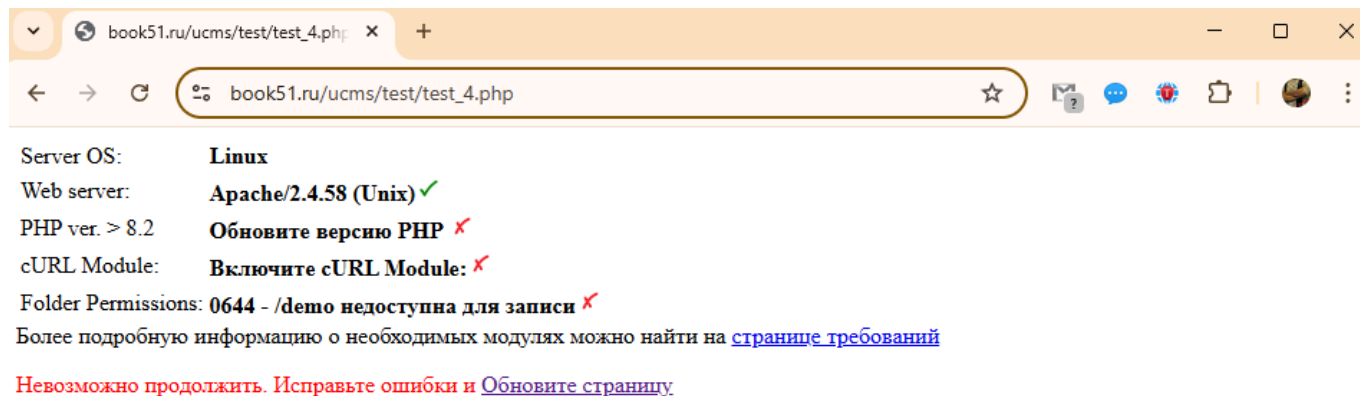 book51.ru/ucms/test/test_4.php
book51.ru/ucms/test/test_4.php
Server OS: Linux
Web server: Apache/2.4.58 (Unix)
PHP ver. > 8.2 Обновите версию PHP
cURL Module: Включите cURL Module:
Folder Permissions: 0644 - /demo недоступна для записи
Более подробную информацию о необходимых модулях можно найти на странице требований
Невозможно продолжить. Исправьте ошибки и Обновите страницу